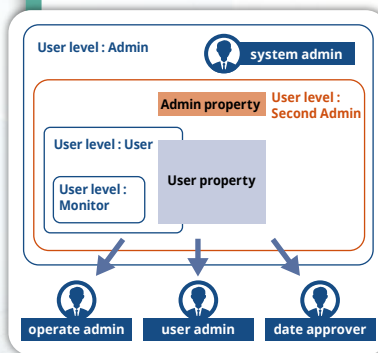 User level : Admin
system admin
Admin property
User level :
Second Admin
User level : User
User property
User level :
Monitor
operate admin
user admin
date approver